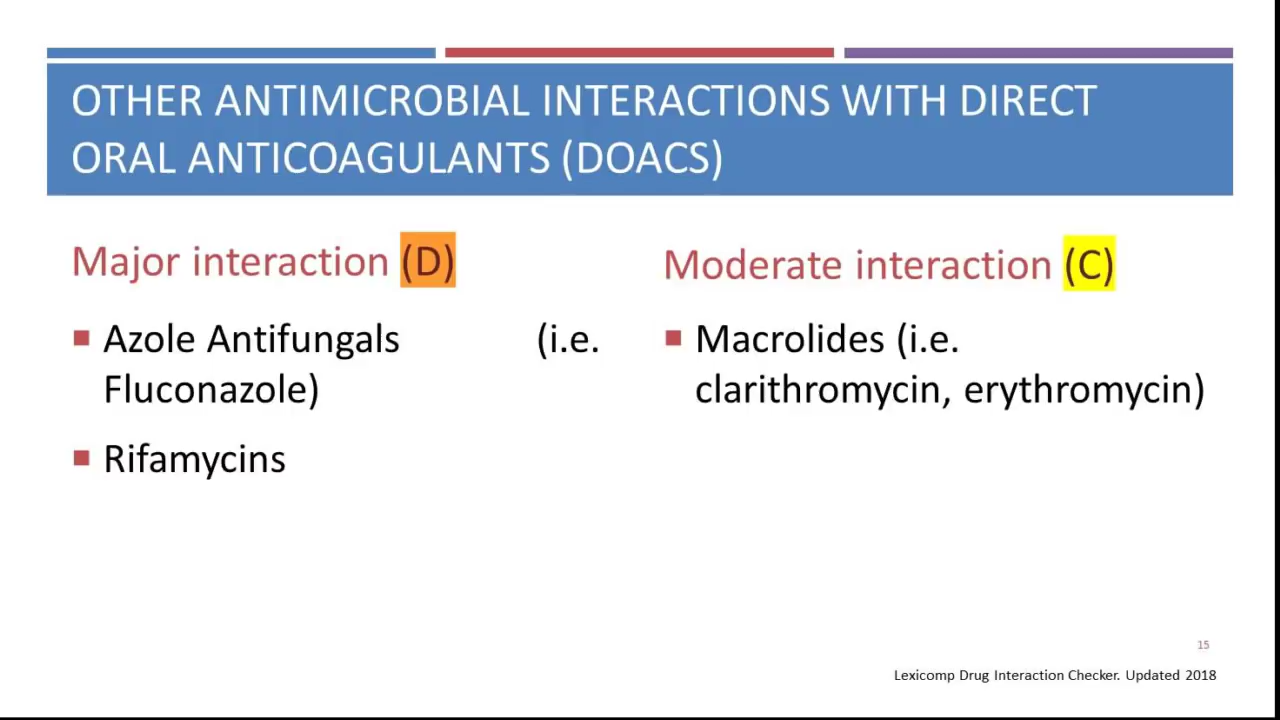 OTHER ANTIMICROBIAL INTERACTIONS WITH DIRECT
ORAL ANTICOAGULANTS (DOACS)
Major interaction (D)
Azole Antifungals (i.e.
Fluconazole)
Rifamycins
Moderate interaction (C)
Macrolides (i.e.
clarithromycin, erythromycin)
15
Lexicomp Drug Interaction Checker. Updated 2018